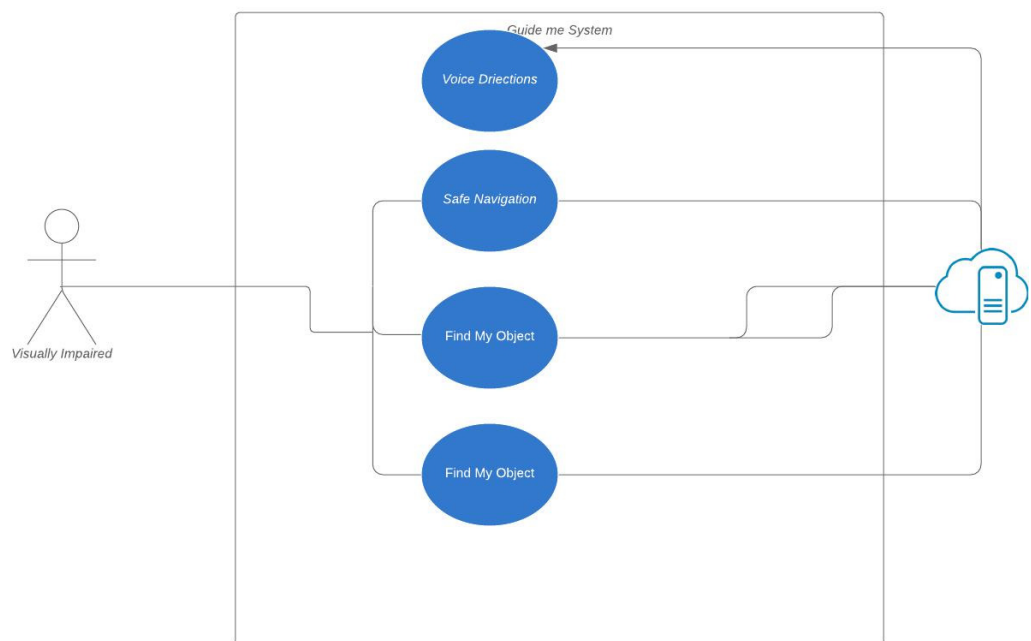 Guide me System
Voice Driections
Safe Navigation
Find My Object
Visually Impaired
Find My Object